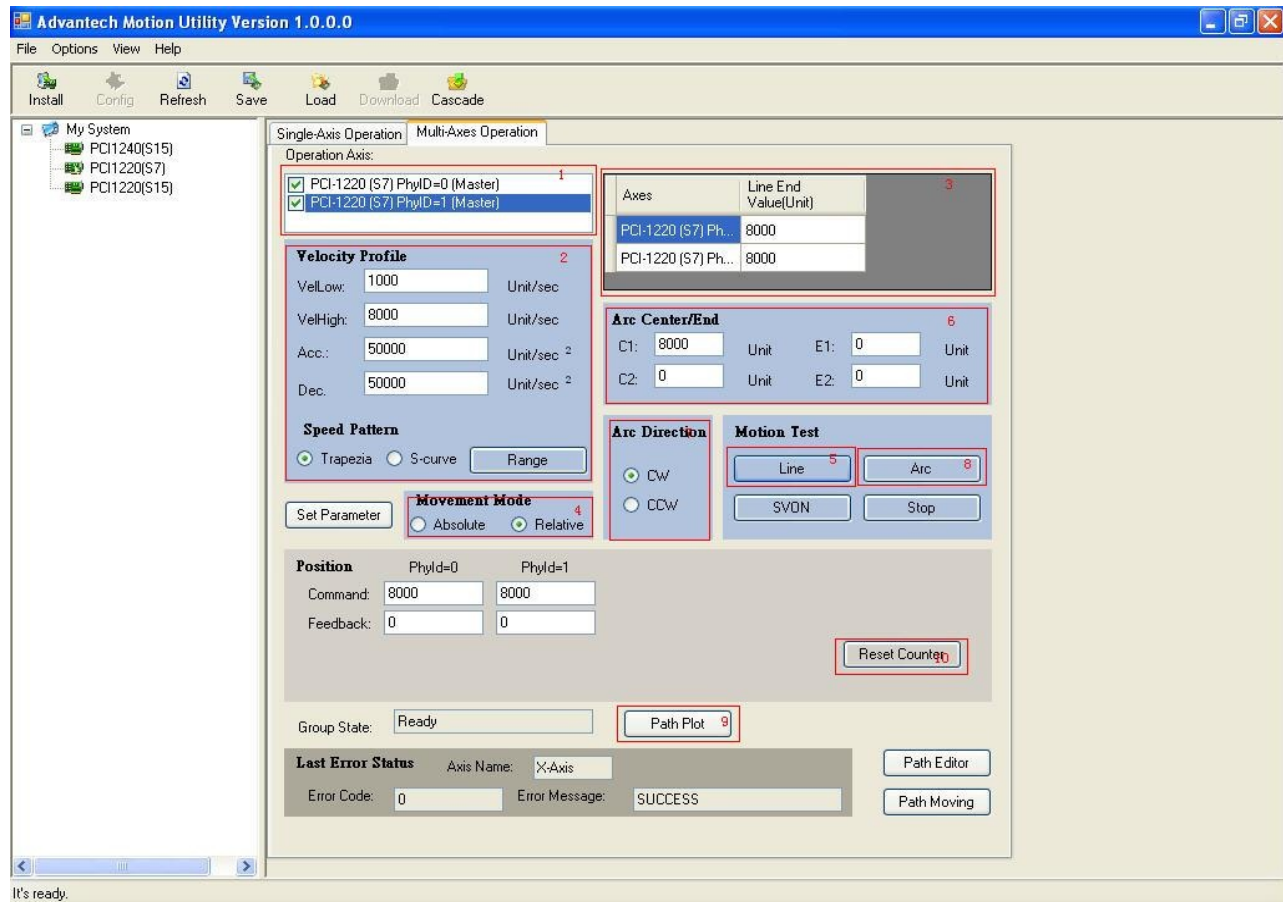 Advantech Motion Utility Version 1.0.0.0
File Options View Help
Install Config Refresh Save Load Download Cascade
My System
PCI1240(S15)
PCI1220(S7)
PCI1220(S15)
Single-Axis Operation Multi-Axes Operation
Operation Axis:
PCI-1220 (S7) PhyID=0 (Master) 1
PCI-1220 (S7) PhyID=1 (Master)
Axes Line End Value(Unit) 3
PCI-1220 (S7) Ph... 8000
PCI-1220 (S7) Ph... 8000
Velocity Profile 2
VelLow: 1000 Unit/sec
VelHigh: 8000 Unit/sec
Acc.: 50000 Unit/sec 2
Dec. 50000 Unit/sec 2
Speed Pattern
Trapezia S-curve Range
Arc Center/End 6
C1: 8000 Unit E1: 0 Unit
C2: 0 Unit E2: 0 Unit
Arc Direction
CW
CCW
Motion Test
Line 5 Arc 8
SVON Stop
Set Parameter
Movement Mode 4
Absolute Relative
Position PhyId=0 PhyId=1
Command: 8000 8000
Feedback: 0 0
Reset Counter 10
Group State: Ready
Path Plot 9
Last Error Status Axis Name: X-Axis
Error Code: 0 Error Message: SUCCESS
Path Editor
Path Moving
It's ready.